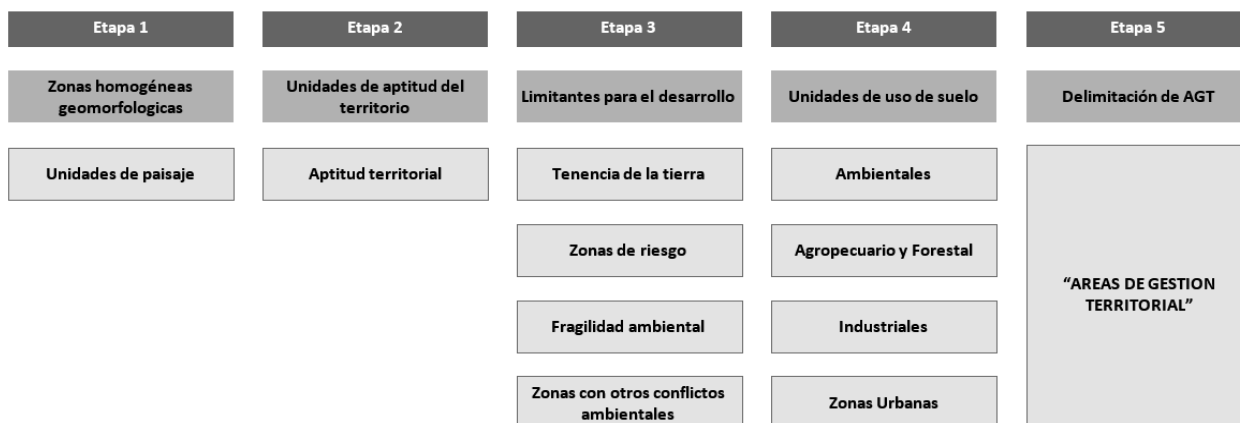 Etapa 1
Etapa 2
Etapa 3
Etapa 4
Etapa 5
Zonas homogéneas
geomorfologicas
Unidades de aptitud del
territorio
Limitantes para el desarrollo
Unidades de uso de suelo
Delimitación de AGT
Unidades de paisaje
Aptitud territorial
Tenencia de la tierra
Ambientales
Zonas de riesgo
Agropecuario y Forestal
“AREAS DE GESTION
TERRITORIAL”
Fragilidad ambiental
Industriales
Zonas con otros conflictos
ambientales
Zonas Urbanas